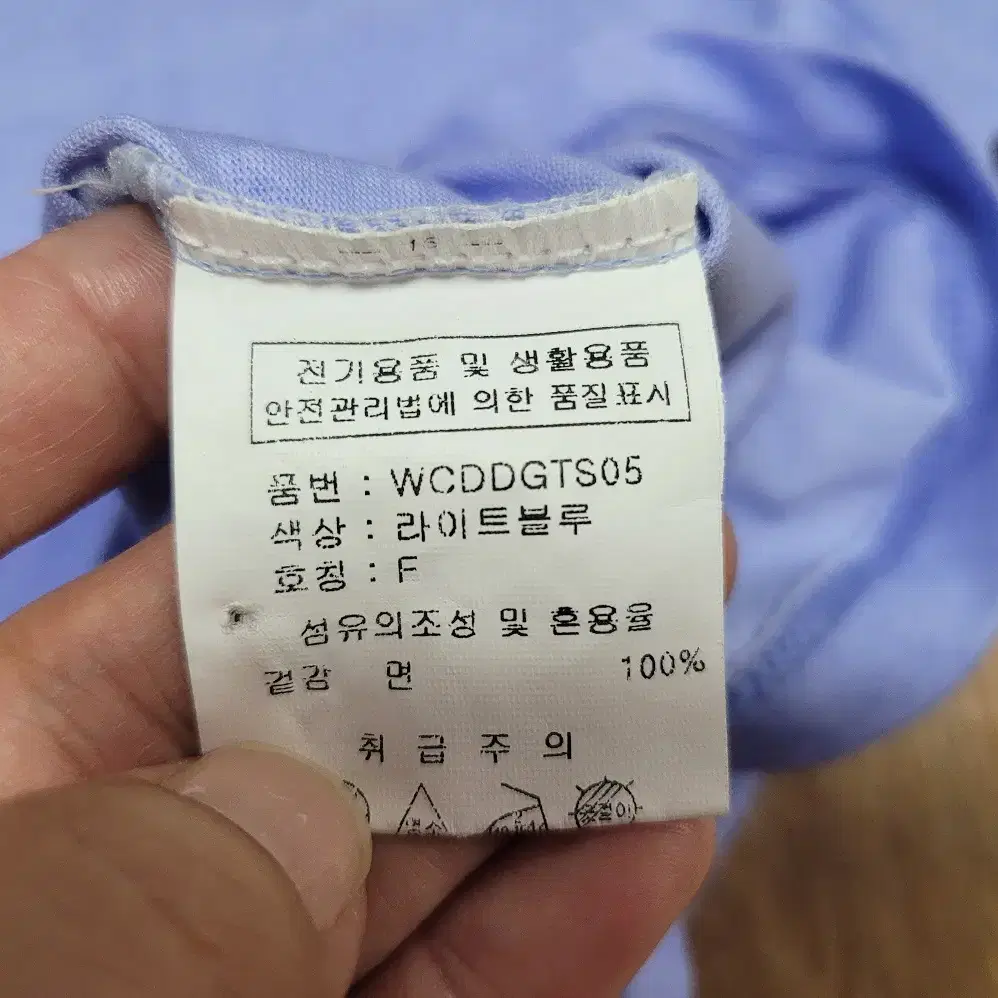 16
전기용품 및 생활용품
안전관리법에 의한 품질표시
품번 : WCDDGTS05
색상 : 라이트블루
호칭 : F
섬유의조성 및 혼용율
겉감 면 100%
취 급 주 의